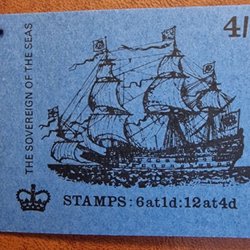 THE SOVEREIGN OF THE SEAS
4/
STAMPS: 6at1d:12at4d